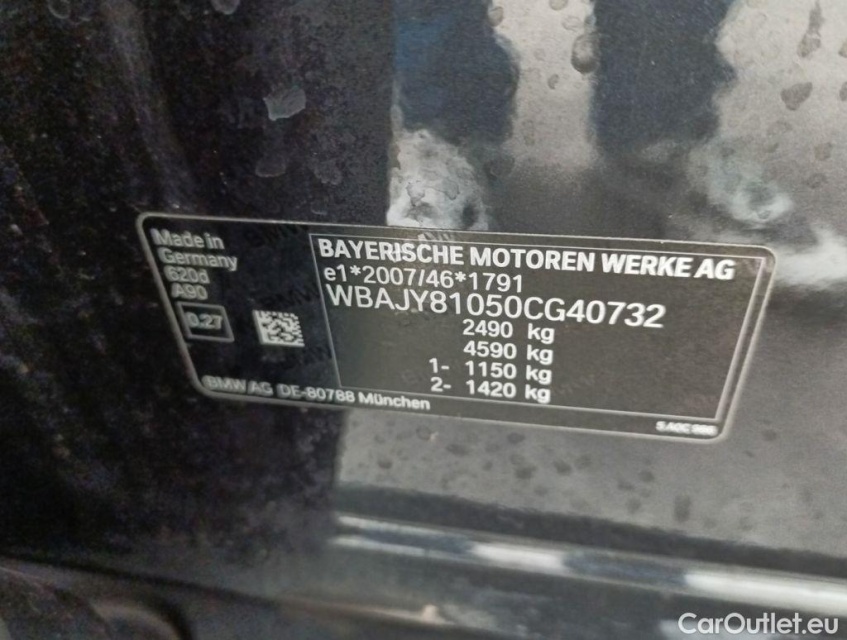 Made in
Germany
620d
A90
0.27
BAYERISCHE MOTOREN WERKE AG
e1*2007/46*1791
WBAJY81050CG40732
2490 kg
4590 kg
1- 1150 kg
2- 1420 kg
BMW AG DE-80788 München
CarOutlet.eu